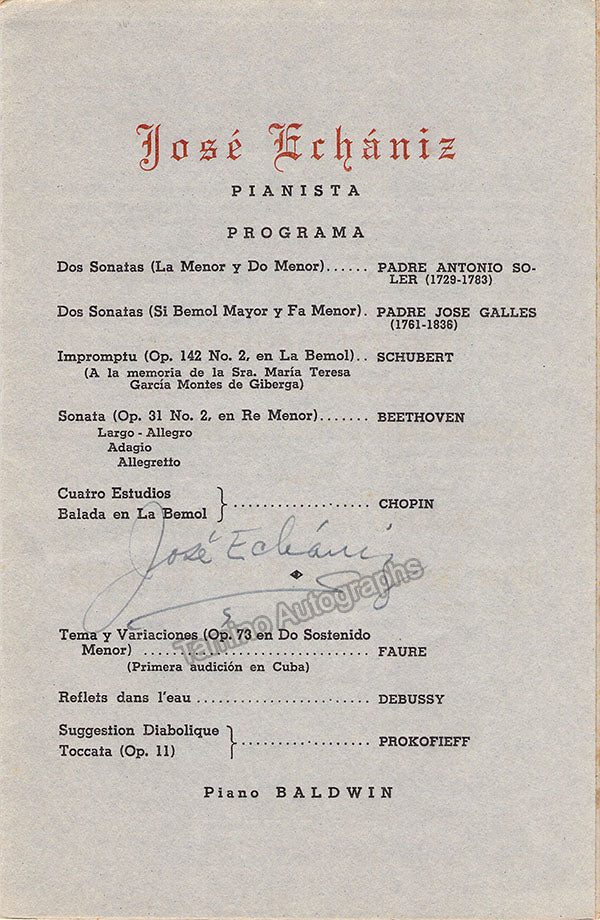 José Echániz
PIANISTA
PROGRAMA
Dos Sonatas (La Menor y Do Menor)...... PADRE ANTONIO SO-
LER (1729-1783)
Dos Sonatas (Si Bemol Mayor y Fa Menor). PADRE JOSE GALLES
(1761-1836)
Impromptu (Op. 142 No. 2, en La Bemol).. SCHUBERT
(A la memoria de la Sra. María Teresa
García Montes de Giberga)
Sonata (Op. 31 No. 2, en Re Menor)....... BEETHOVEN
Largo - Allegro
Adagio
Allegretto
Cuatro Estudios
Balada en La Bemol } .................... CHOPIN
José Echániz
Tamino Autographs
Tema y Variaciones (Op. 73 en Do Sostenido
Menor) .................................. FAURE
(Primera audición en Cuba)
Reflets dans l'eau ......................... DEBUSSY
Suggestion Diabolique
Toccata (Op. 11) } ................... PROKOFIEFF
Piano BALDWIN